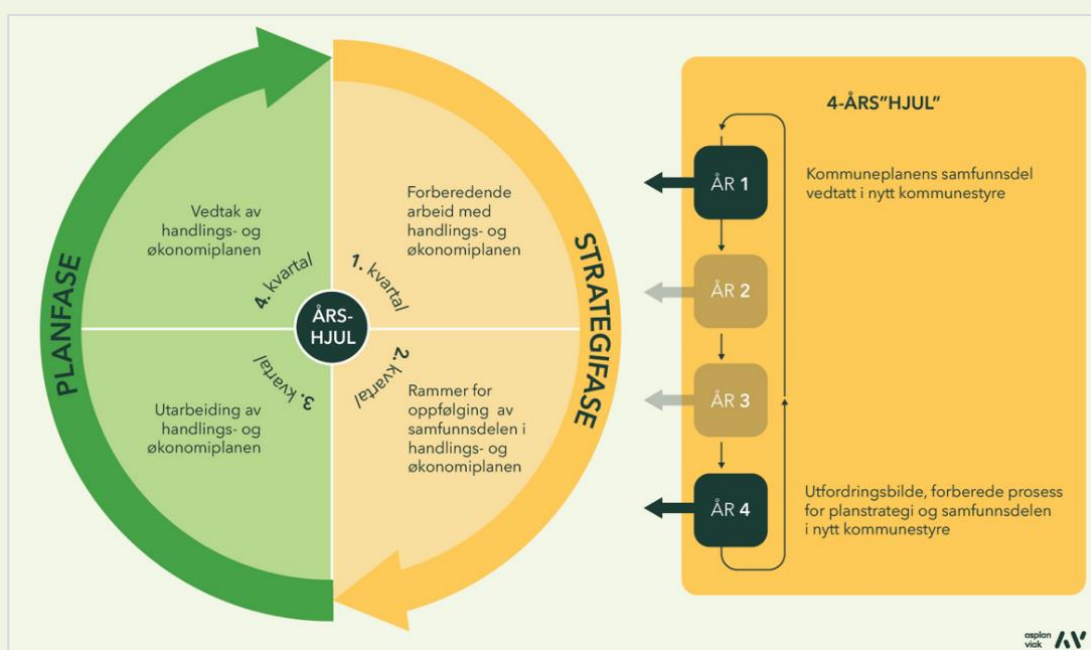 PLANFASE
Vedtak av
handlings- og
økonomiplanen
4. kvartal
Forberedende
arbeid med
handlings- og
økonomiplanen
1. kvartal
STRATEGIFASE
ÅRS-
HJUL
3. kvartal
Utarbeiding av
handlings- og
økonomiplanen
2. kvartal
Rammer for
oppfølging av
samfunnsdelen i
handlings- og
økonomiplanen
4-ÅRS"HJUL"
ÅR 1
Kommuneplanens samfunnsdel
vedtatt i nytt kommunestyre
ÅR 2
ÅR 3
ÅR 4
Utfordringsbilde, forberede prosess
for planstrategi og samfunnsdelen
i nytt kommunestyre
asplan
viak